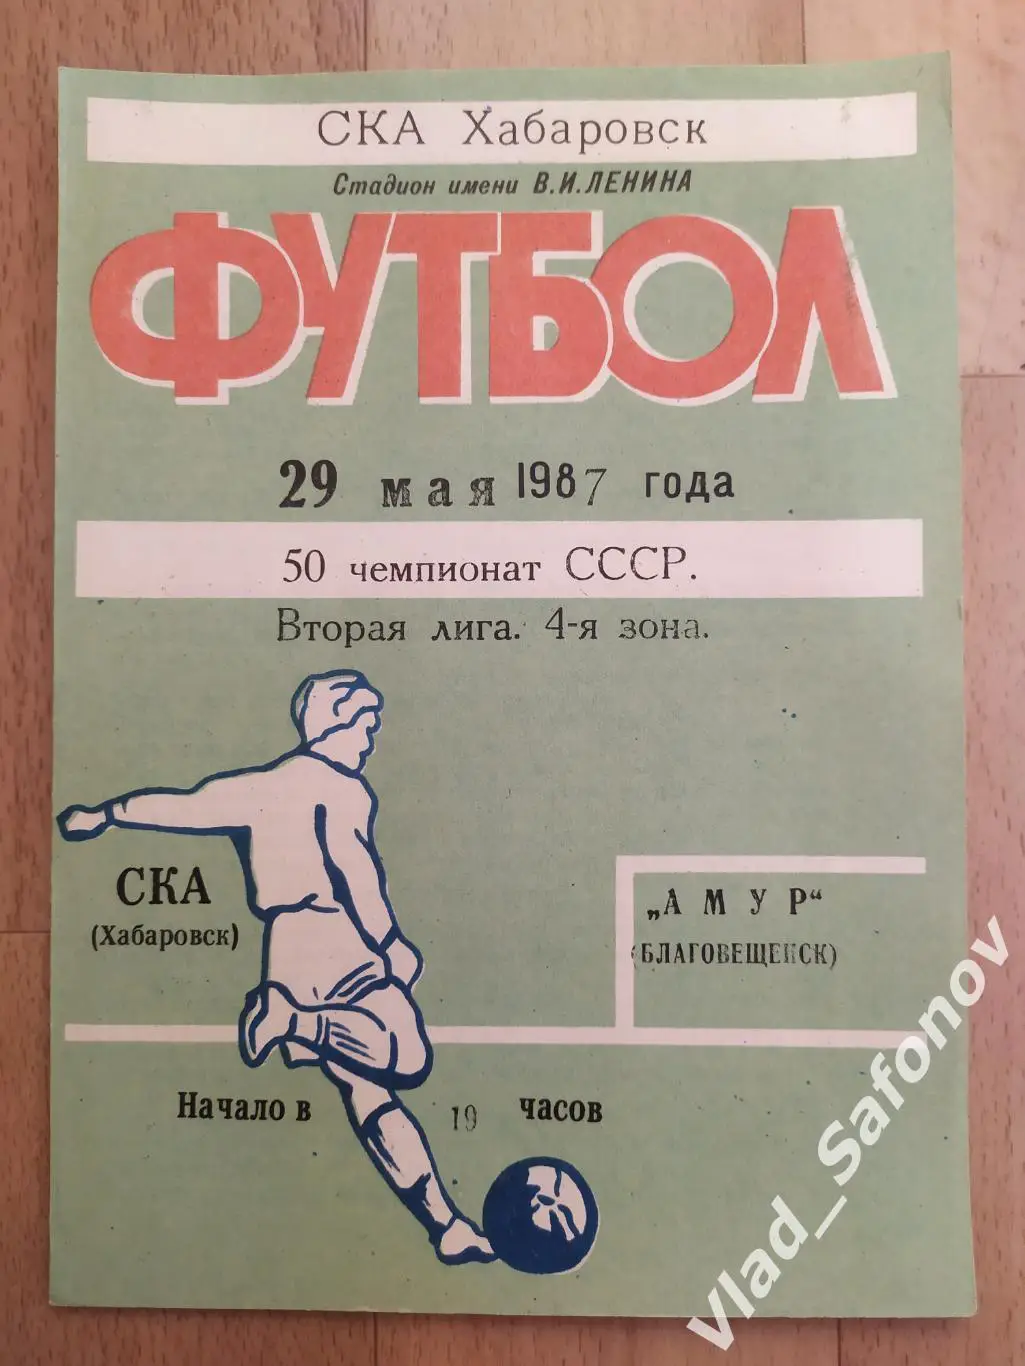 СКА Хабаровск
Стадион имени В.И.ЛЕНИНА
ФУТБОЛ
29 мая 1987 года
50 чемпионат СССР.
Вторая лига. 4-я зона.
СКА
(Хабаровск)
„АМУР“
(БЛАГОВЕЩЕНСК)
Начало в 19 часов
Vlad_Safonov